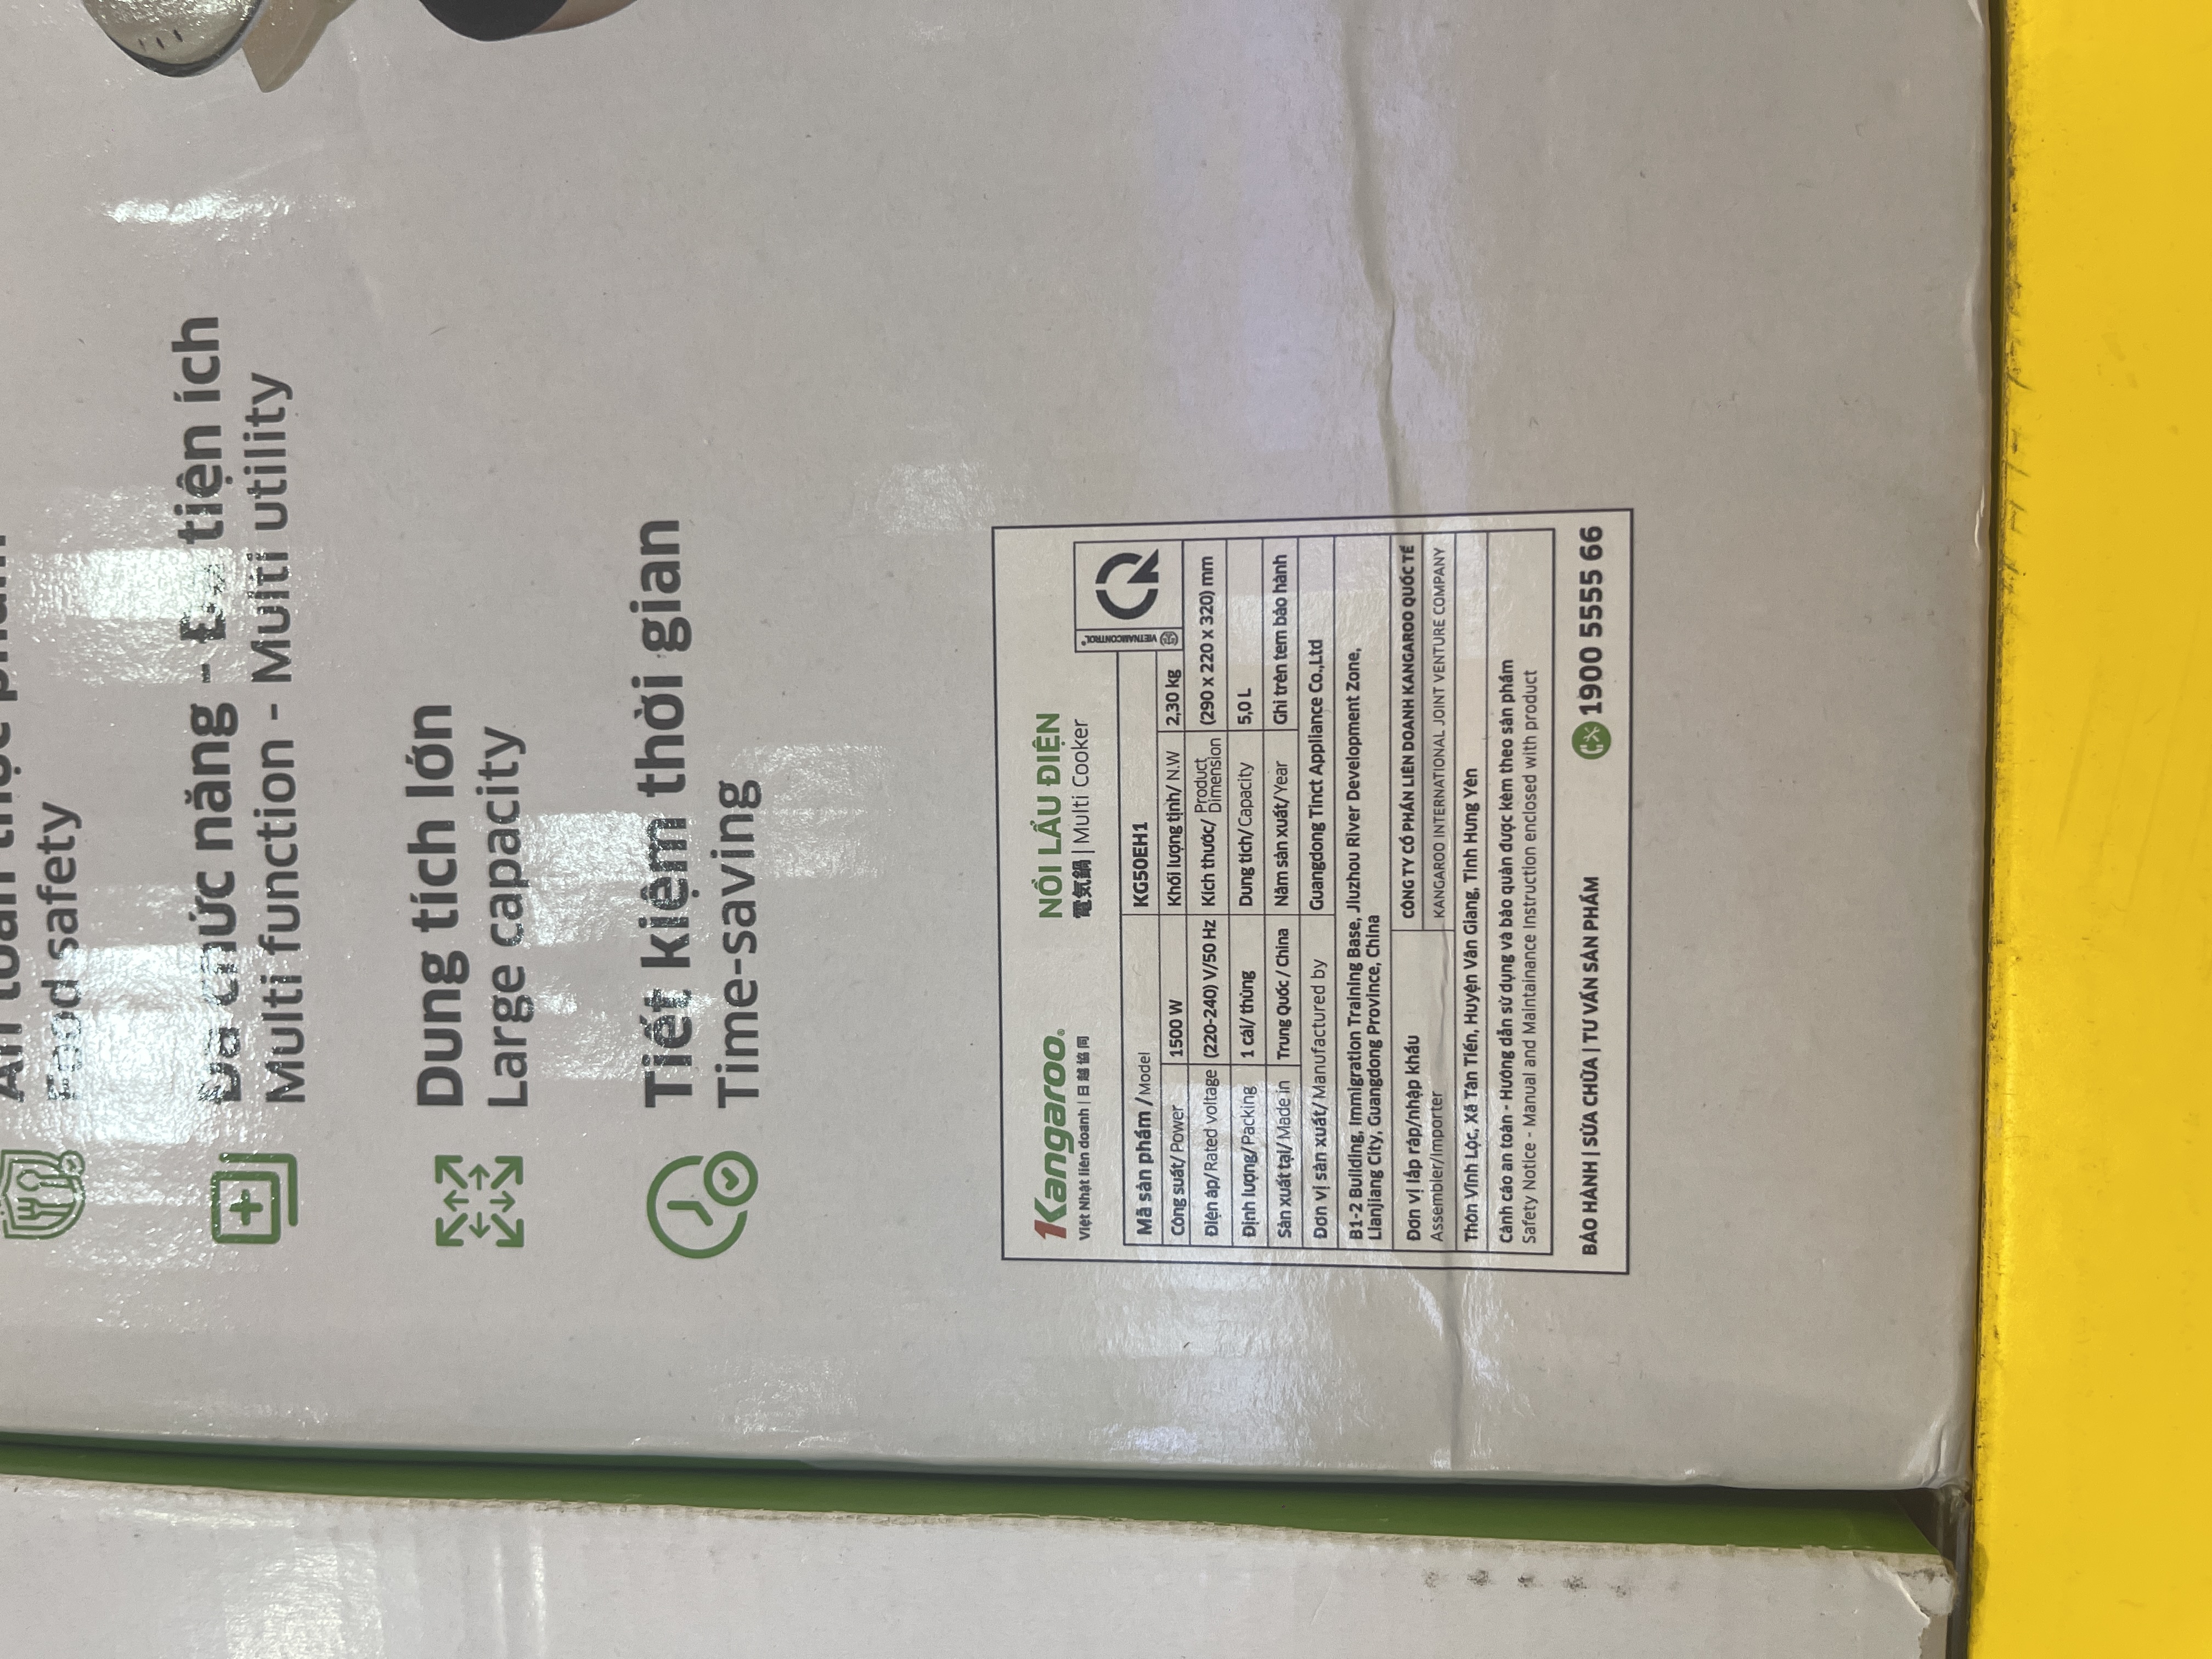 An toàn thực phẩm
Food safety
Đa chức năng - Đa tiện ích
Multi function - Multi utility
Dung tích lớn
Large capacity
Tiết kiệm thời gian
Time-saving
Kangaroo®
Việt Nhật liên doanh | 日越協同
NỒI LẨU ĐIỆN
電気鍋 | Multi Cooker
VIETNAMCONTROL®
Mã sản phẩm / Model KG50EH1
Công suất/ Power 1500 W Khối lượng tịnh/ N.W 2,30 kg
Điện áp/ Rated voltage (220-240) V/50 Hz Kích thước/ Product Dimension (290 x 220 x 320) mm
Định lượng/ Packing 1 cái/ thùng Dung tích/ Capacity 5,0 L
Sản xuất tại/ Made in Trung Quốc / China Năm sản xuất/ Year Ghi trên tem bảo hành
Đơn vị sản xuất/ Manufactured by Guangdong Tinct Appliance Co.,Ltd
B1-2 Building, Immigration Training Base, Jiuzhou River Development Zone,
Lianjiang City, Guangdong Province, China
Đơn vị lắp ráp/nhập khẩu CÔNG TY CỔ PHẦN LIÊN DOANH KANGAROO QUỐC TẾ
Assembler/Importer KANGAROO INTERNATIONAL JOINT VENTURE COMPANY
Thôn Vĩnh Lộc, Xã Tân Tiến, Huyện Văn Giang, Tỉnh Hưng Yên
Cảnh cáo an toàn - Hướng dẫn sử dụng và bảo quản được kèm theo sản phẩm
Safety Notice - Manual and Maintainance Instruction enclosed with product
BẢO HÀNH | SỬA CHỮA | TƯ VẤN SẢN PHẨM 1900 5555 66